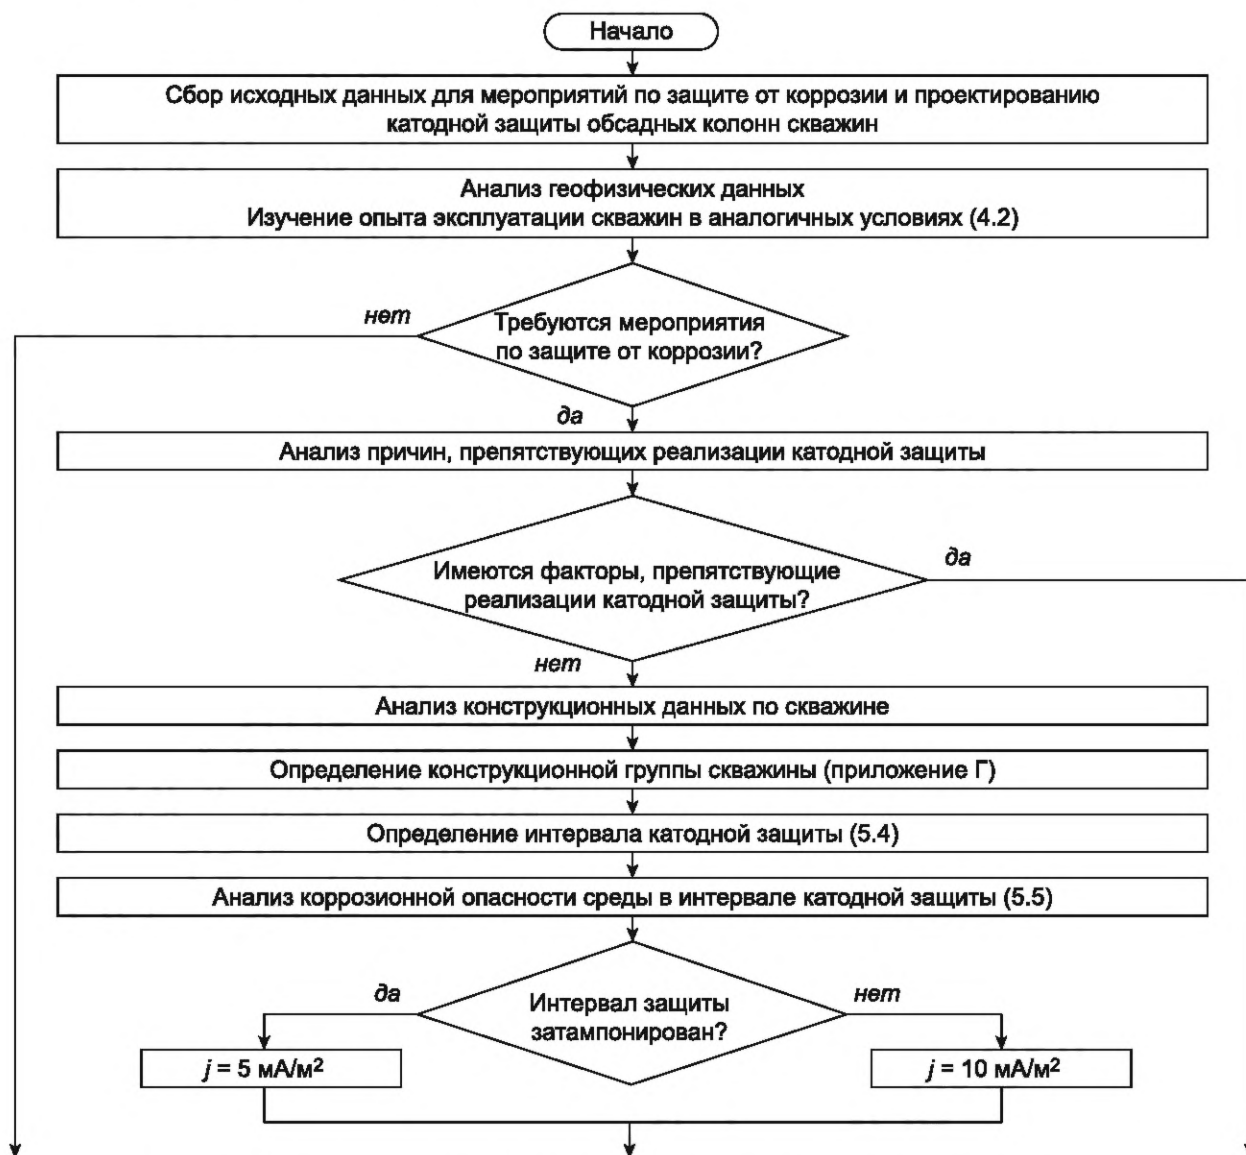 Начало
Сбор исходных данных для мероприятий по защите от коррозии и проектированию
катодной защиты обсадных колонн скважин
Анализ геофизических данных
Изучение опыта эксплуатации скважин в аналогичных условиях (4.2)
нет
Требуются мероприятия
по защите от коррозии?
да
Анализ причин, препятствующих реализации катодной защиты
да
Имеются факторы, препятствующие
реализации катодной защиты?
нет
Анализ конструкционных данных по скважине
Определение конструкционной группы скважины (приложение Г)
Определение интервала катодной защиты (5.4)
Анализ коррозионной опасности среды в интервале катодной защиты (5.5)
да
нет
Интервал защиты
затампонирован?
j = 5 мА/м²
j = 10 мА/м²